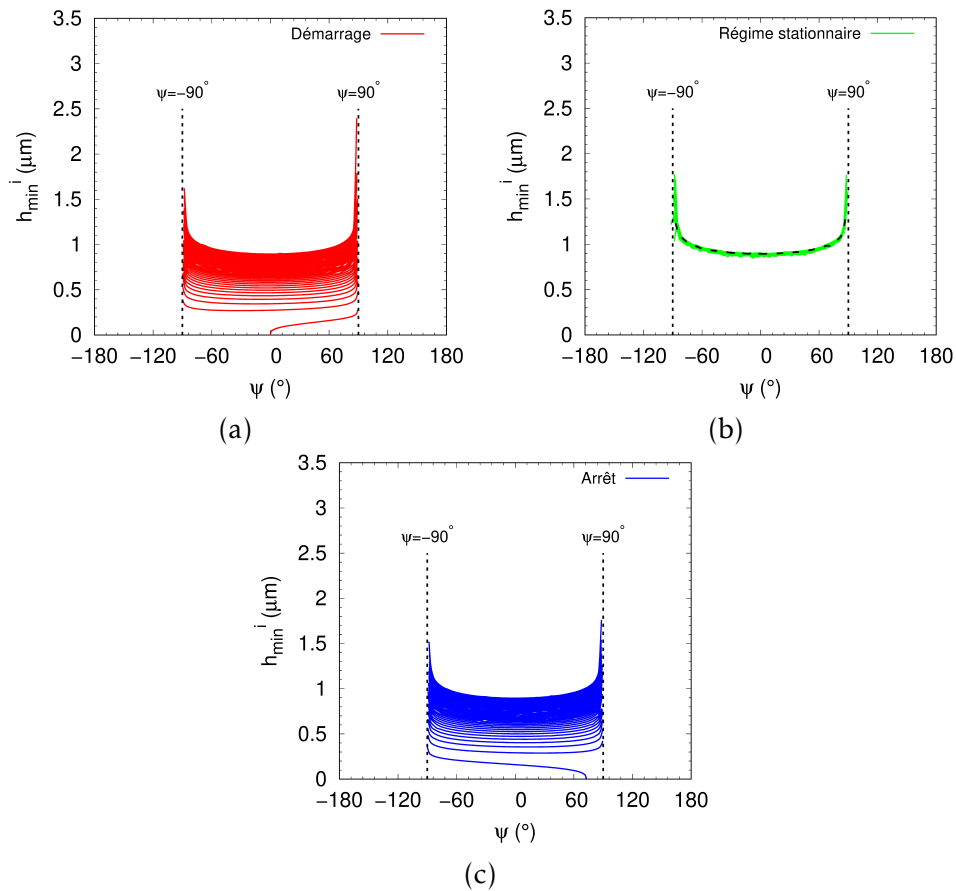 3.5
3
2.5
2
1.5
1
0.5
0
Démarrage
ψ=−90°
ψ=90°
h_min^i (μm)
−180 −120 −60 0 60 120 180
ψ (°)
(a)
3.5
3
2.5
2
1.5
1
0.5
0
Régime stationnaire
ψ=−90°
ψ=90°
h_min^i (μm)
−180 −120 −60 0 60 120 180
ψ (°)
(b)
3.5
3
2.5
2
1.5
1
0.5
0
Arrêt
ψ=−90°
ψ=90°
h_min^i (μm)
−180 −120 −60 0 60 120 180
ψ (°)
(c)